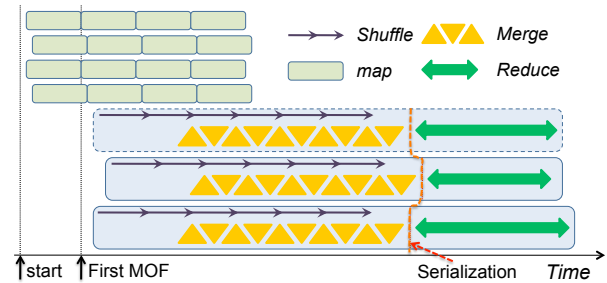 Shuffle
Merge
map
Reduce
start
First MOF
Serialization
Time